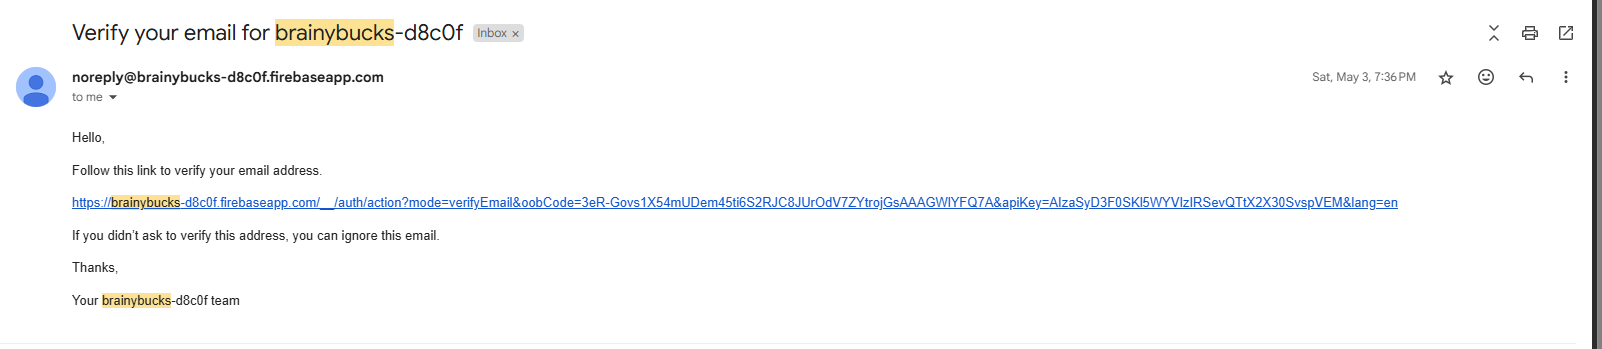 Verify your email for brainybucks-d8c0f Inbox ×
noreply@brainybucks-d8c0f.firebaseapp.com Sat, May 3, 7:36 PM
to me
Hello,
Follow this link to verify your email address.
https://brainybucks-d8c0f.firebaseapp.com/__/auth/action?mode=verifyEmail&oobCode=3eR-Govs1X54mUDem45ti6S2RJC8JUrOdV7ZYtrojGsAAAGWlYFQ7A&apiKey=AIzaSyD3F0SKl5WYVIzIRSevQTtX2X30SvspVEM&lang=en
If you didn’t ask to verify this address, you can ignore this email.
Thanks,
Your brainybucks-d8c0f team